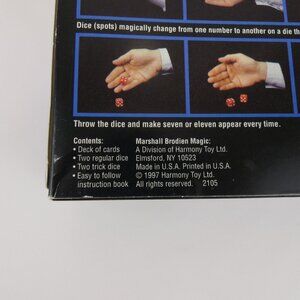 Dice (spots) magically change from one number to another on a die th
Throw the dice and make seven or eleven appear every time.
Contents:
• Deck of cards
• Two regular dice
• Two trick dice
• Easy to follow
instruction book
Marshall Brodien Magic:
A Division of Harmony Toy Ltd.
Elmsford, NY 10523
Made in U.S.A. Printed in U.S.A.
© 1997 Harmony Toy Ltd.
All rights reserved. 2105